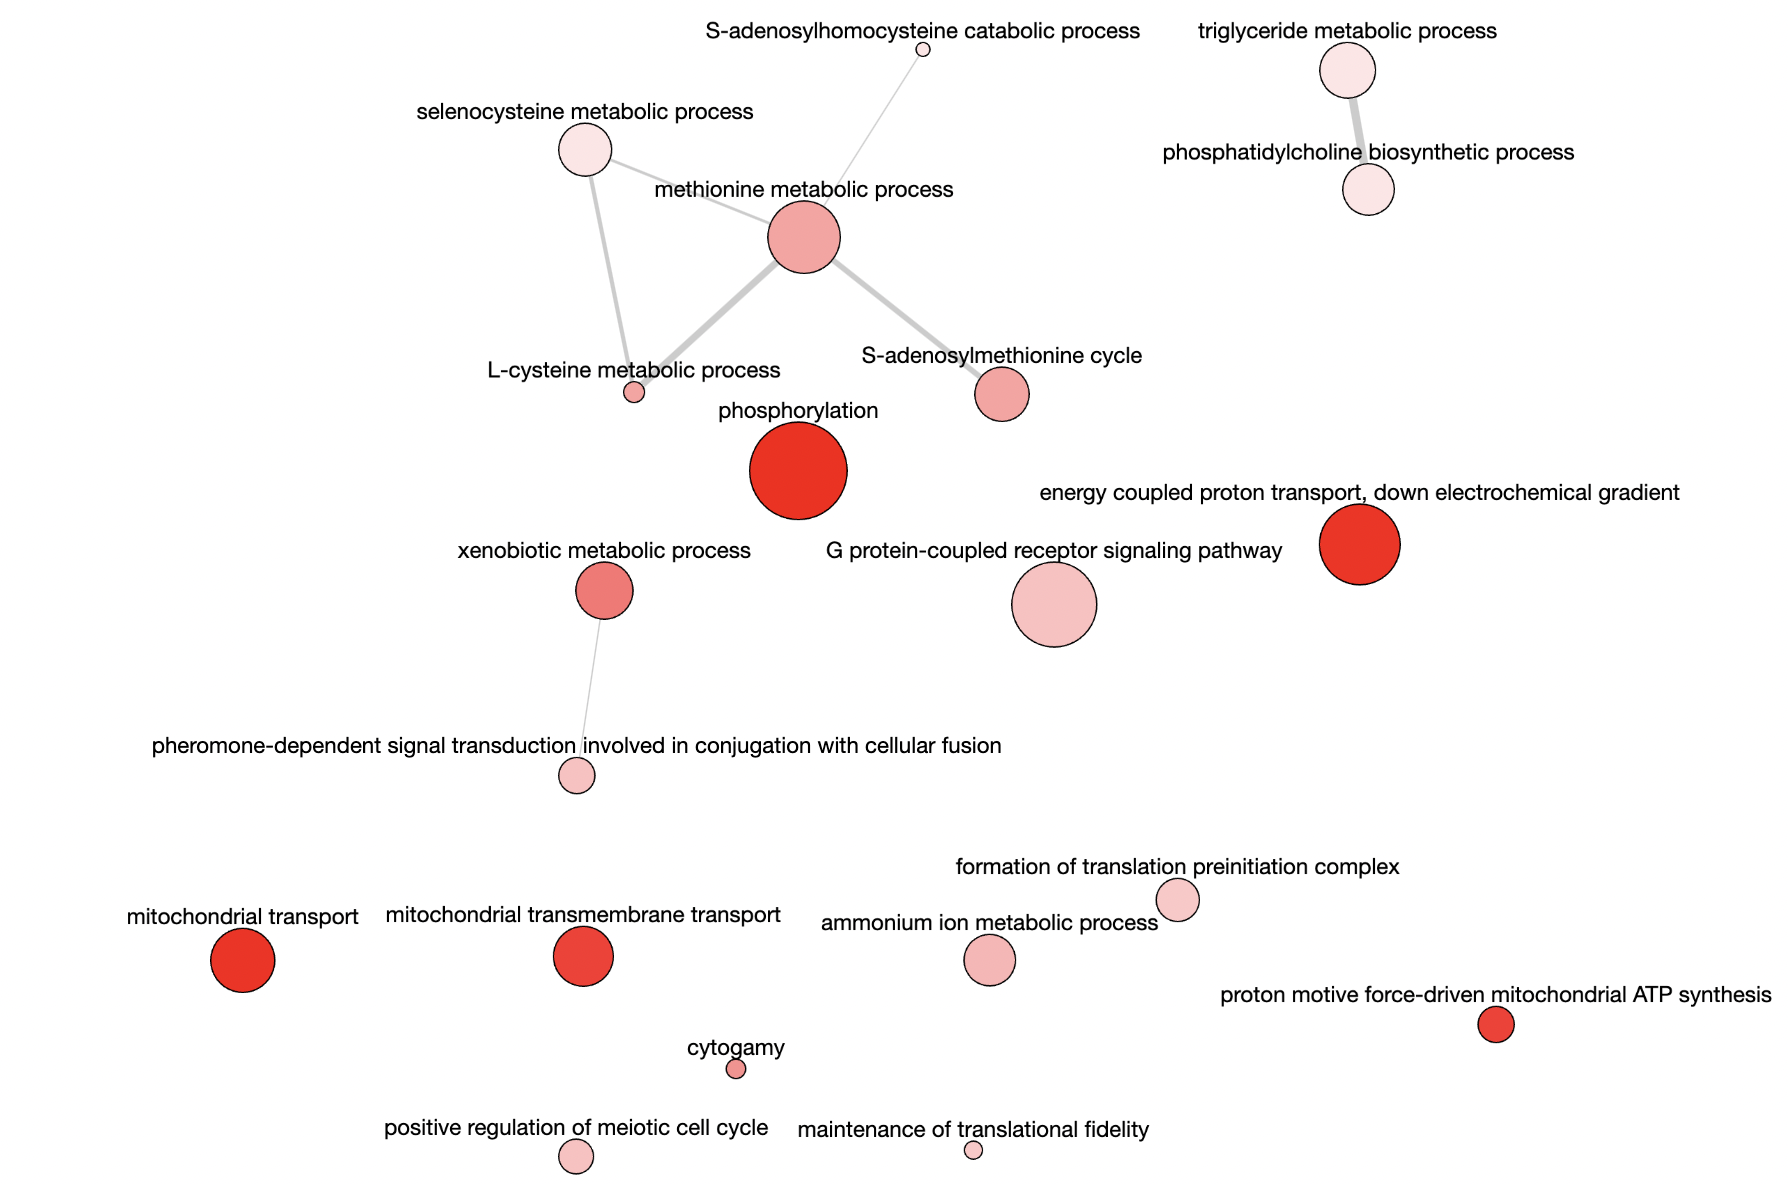 S-adenosylhomocysteine catabolic process
triglyceride metabolic process
selenocysteine metabolic process
phosphatidylcholine biosynthetic process
methionine metabolic process
S-adenosylmethionine cycle
L-cysteine metabolic process
phosphorylation
energy coupled proton transport, down electrochemical gradient
xenobiotic metabolic process
G protein-coupled receptor signaling pathway
pheromone-dependent signal transduction involved in conjugation with cellular fusion
formation of translation preinitiation complex
mitochondrial transport
mitochondrial transmembrane transport
ammonium ion metabolic process
proton motive force-driven mitochondrial ATP synthesis
cytogamy
positive regulation of meiotic cell cycle
maintenance of translational fidelity